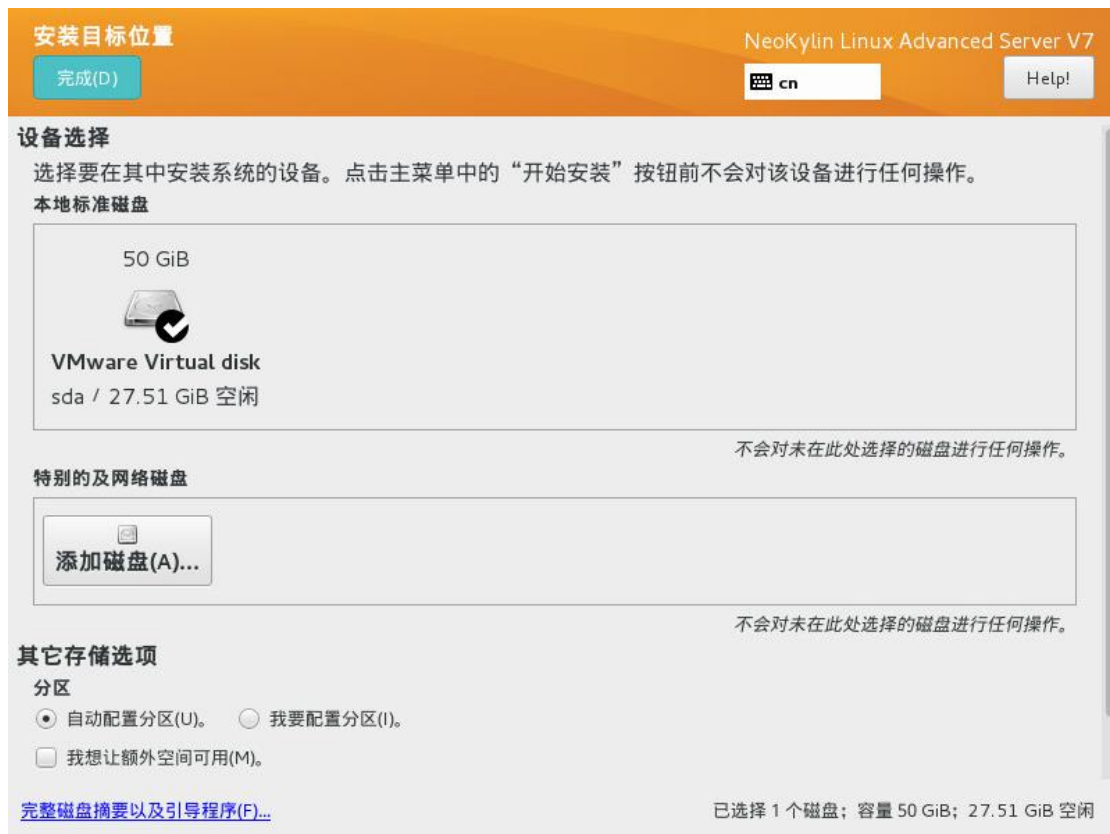 安装目标位置
NeoKylin Linux Advanced Server V7
完成(D)
cn
Help!
设备选择
选择要在其中安装系统的设备。点击主菜单中的“开始安装”按钮前不会对该设备进行任何操作。
本地标准磁盘
50 GiB
VMware Virtual disk
sda / 27.51 GiB 空闲
不会对未在此处选择的磁盘进行任何操作。
特别的及网络磁盘
添加磁盘(A)...
不会对未在此处选择的磁盘进行任何操作。
其它存储选项
分区
自动配置分区(U)。 我要配置分区(I)。
我想让额外空间可用(M)。
完整磁盘摘要以及引导程序(F)...
已选择 1 个磁盘；容量 50 GiB；27.51 GiB 空闲